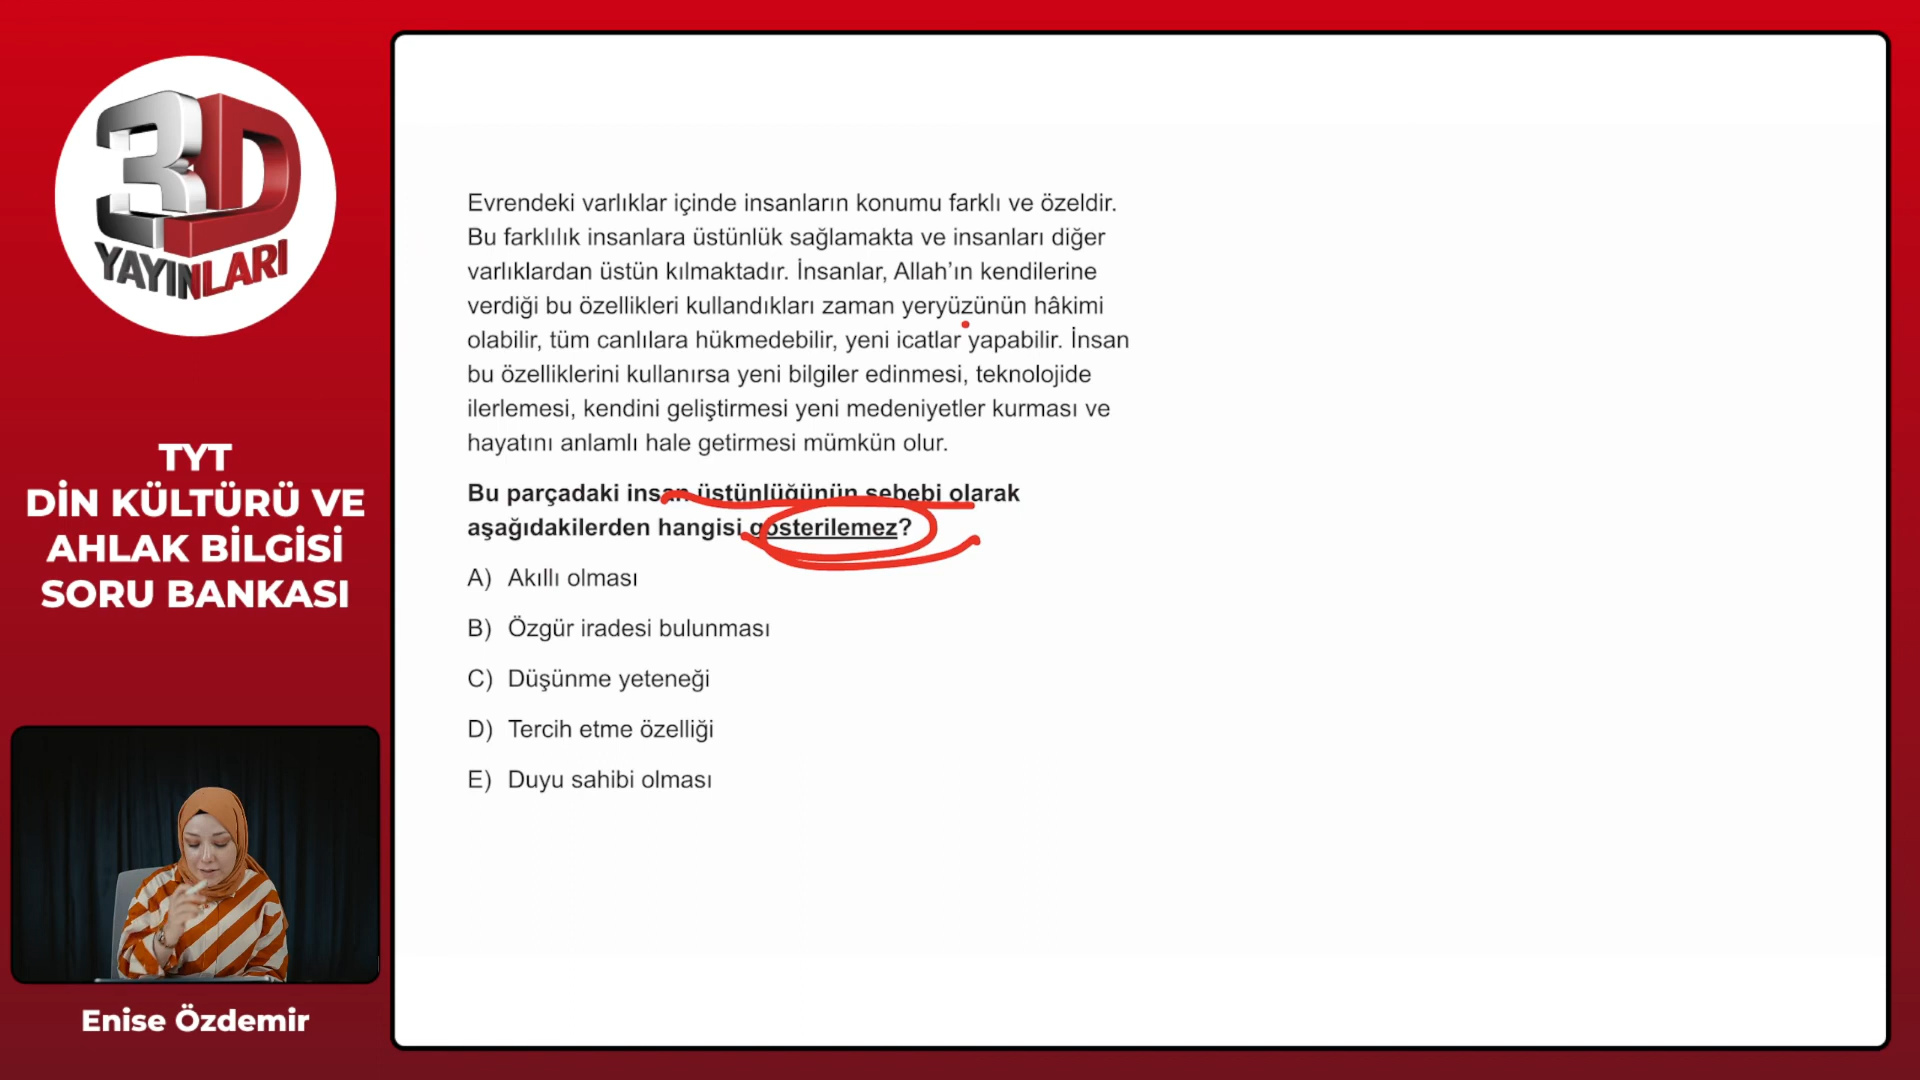 3D
YAYINLARI
TYT
DİN KÜLTÜRÜ VE
AHLAK BİLGİSİ
SORU BANKASI
Enise Özdemir
Evrendeki varlıklar içinde insanların konumu farklı ve özeldir.
Bu farklılık insanlara üstünlük sağlamakta ve insanları diğer
varlıklardan üstün kılmaktadır. İnsanlar, Allah’ın kendilerine
verdiği bu özellikleri kullandıkları zaman yeryüzünün hâkimi
olabilir, tüm canlılara hükmedebilir, yeni icatlar yapabilir. İnsan
bu özelliklerini kullanırsa yeni bilgiler edinmesi, teknolojide
ilerlemesi, kendini geliştirmesi yeni medeniyetler kurması ve
hayatını anlamlı hale getirmesi mümkün olur.
Bu parçadaki insan üstünlüğünün sebebi olarak
aşağıdakilerden hangisi gösterilemez?
A) Akıllı olması
B) Özgür iradesi bulunması
C) Düşünme yeteneği
D) Tercih etme özelliği
E) Duyu sahibi olması